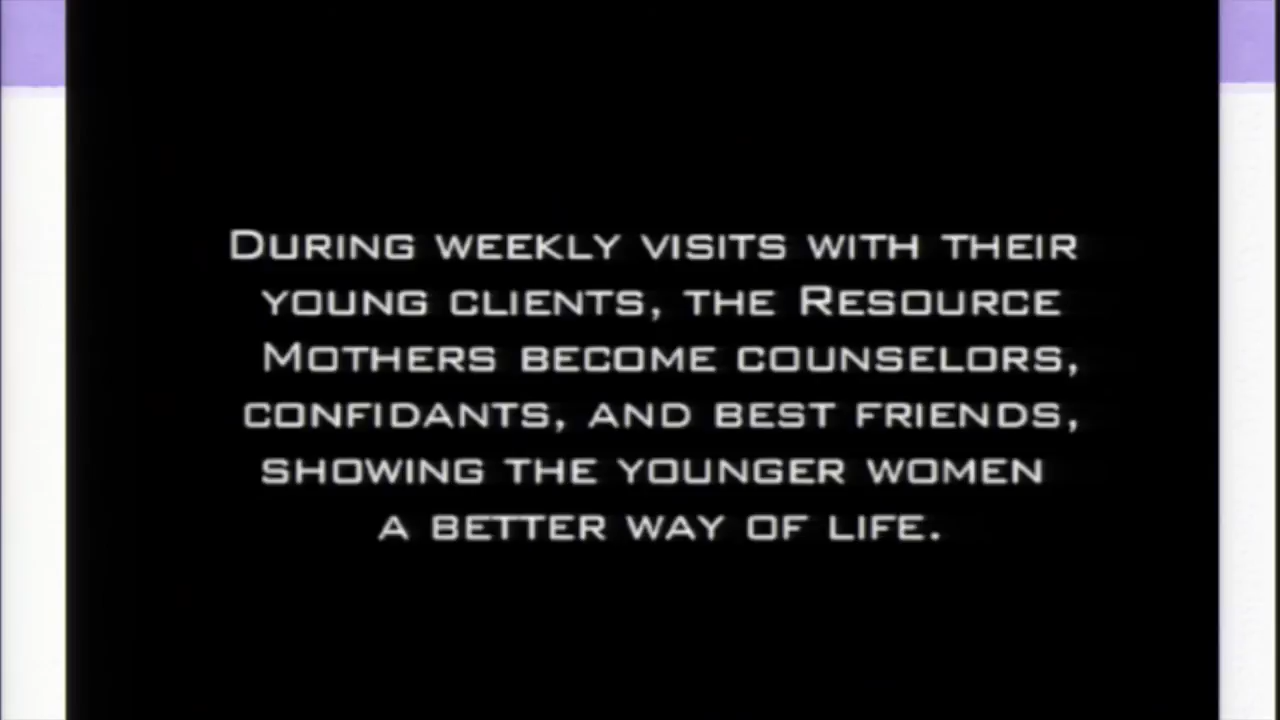 During weekly visits with their
young clients, the Resource
Mothers become counselors,
confidants, and best friends,
showing the younger women
a better way of life.